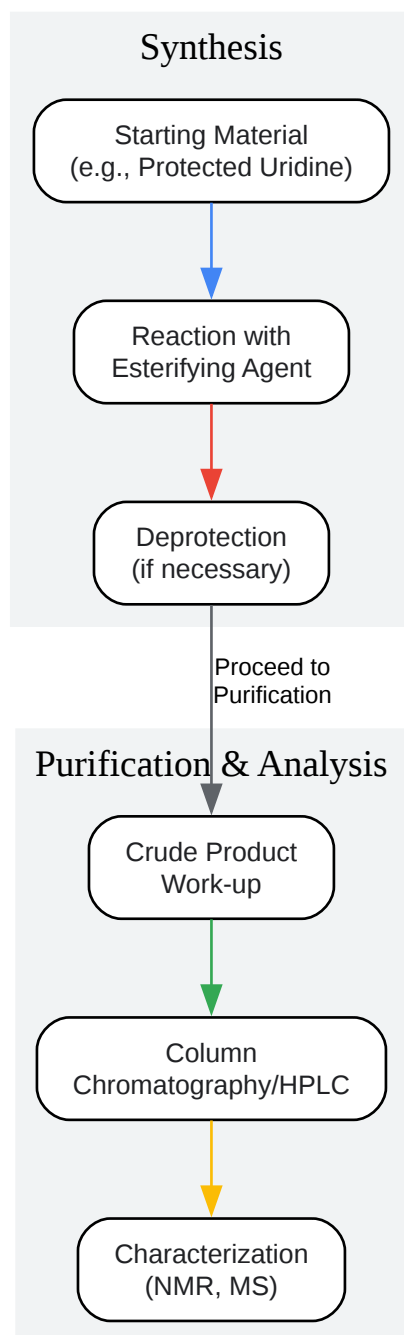 Synthesis
Starting Material
(e.g., Protected Uridine)
Reaction with
Esterifying Agent
Deprotection
(if necessary)
Proceed to
Purification
Purification & Analysis
Crude Product
Work-up
Column
Chromatography/HPLC
Characterization
(NMR, MS)